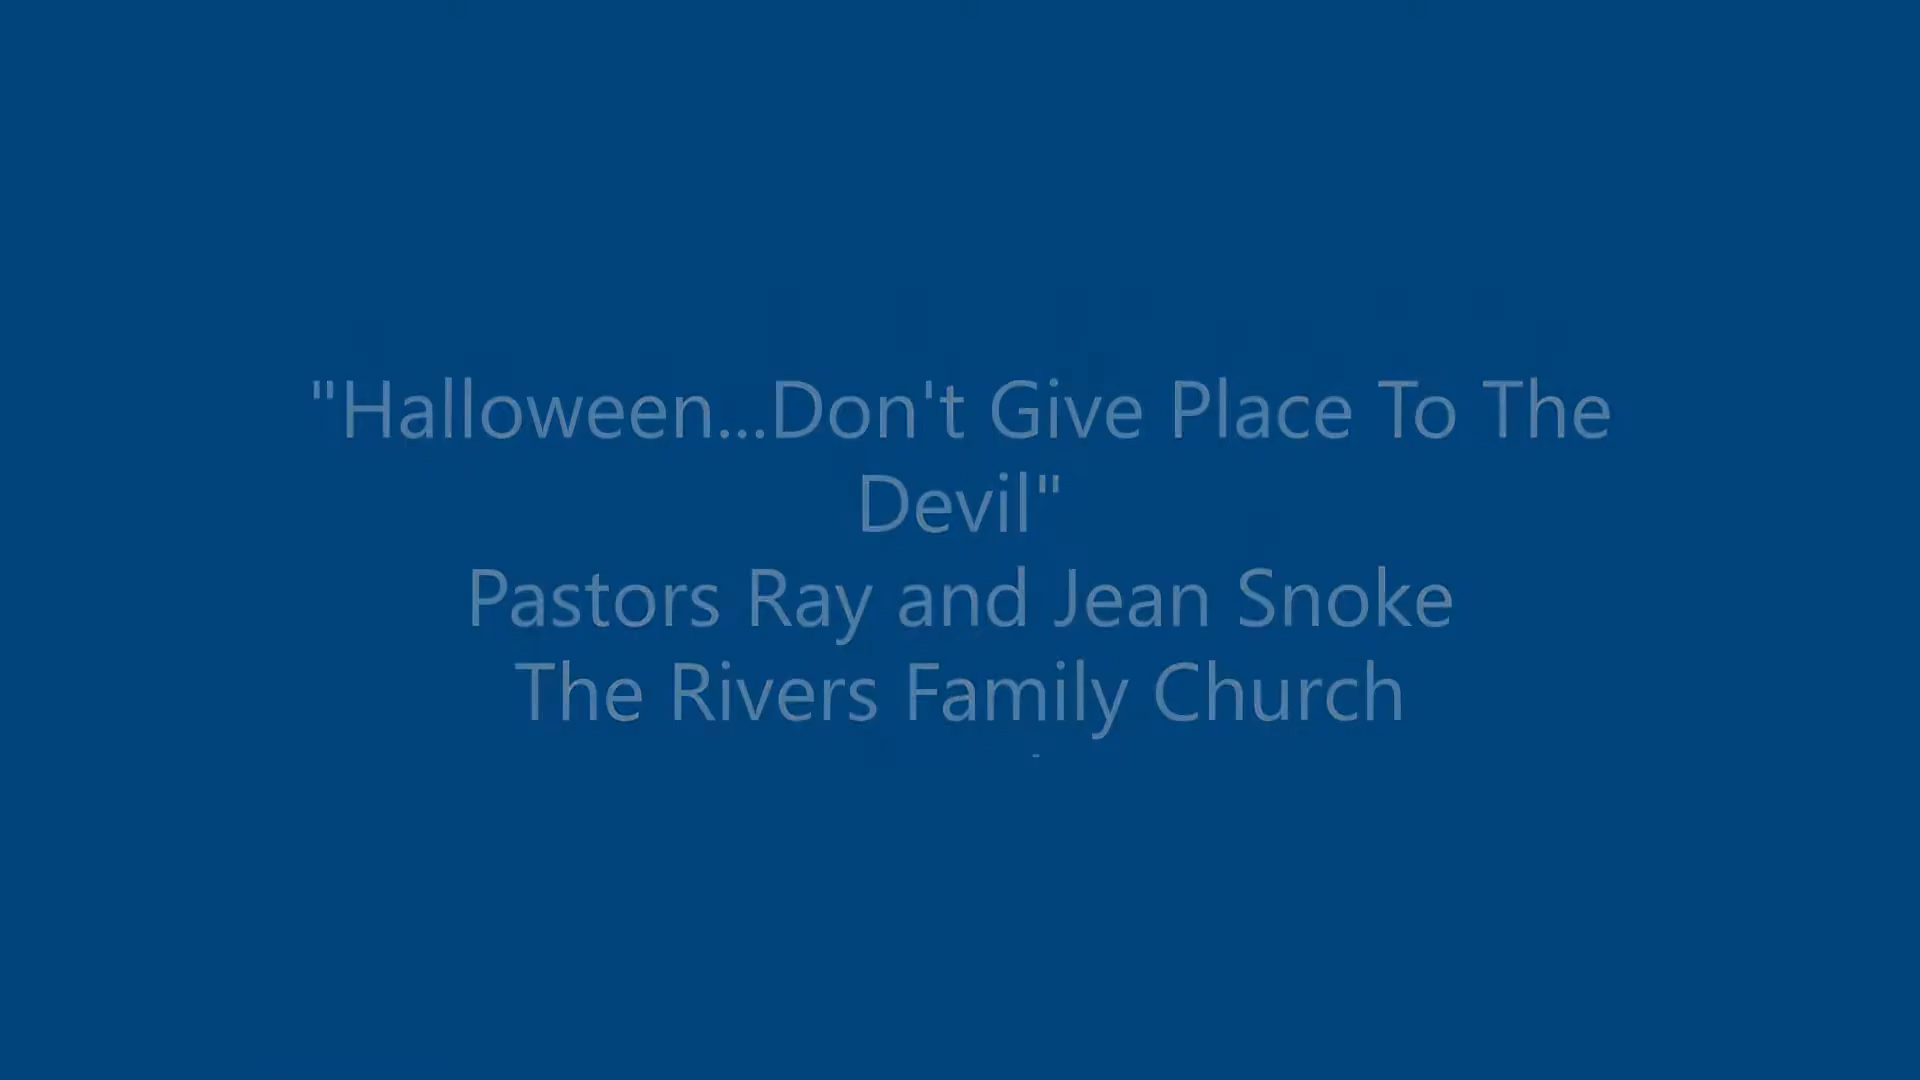 "Halloween...Don't Give Place To The
Devil"
Pastors Ray and Jean Snoke
The Rivers Family Church
-